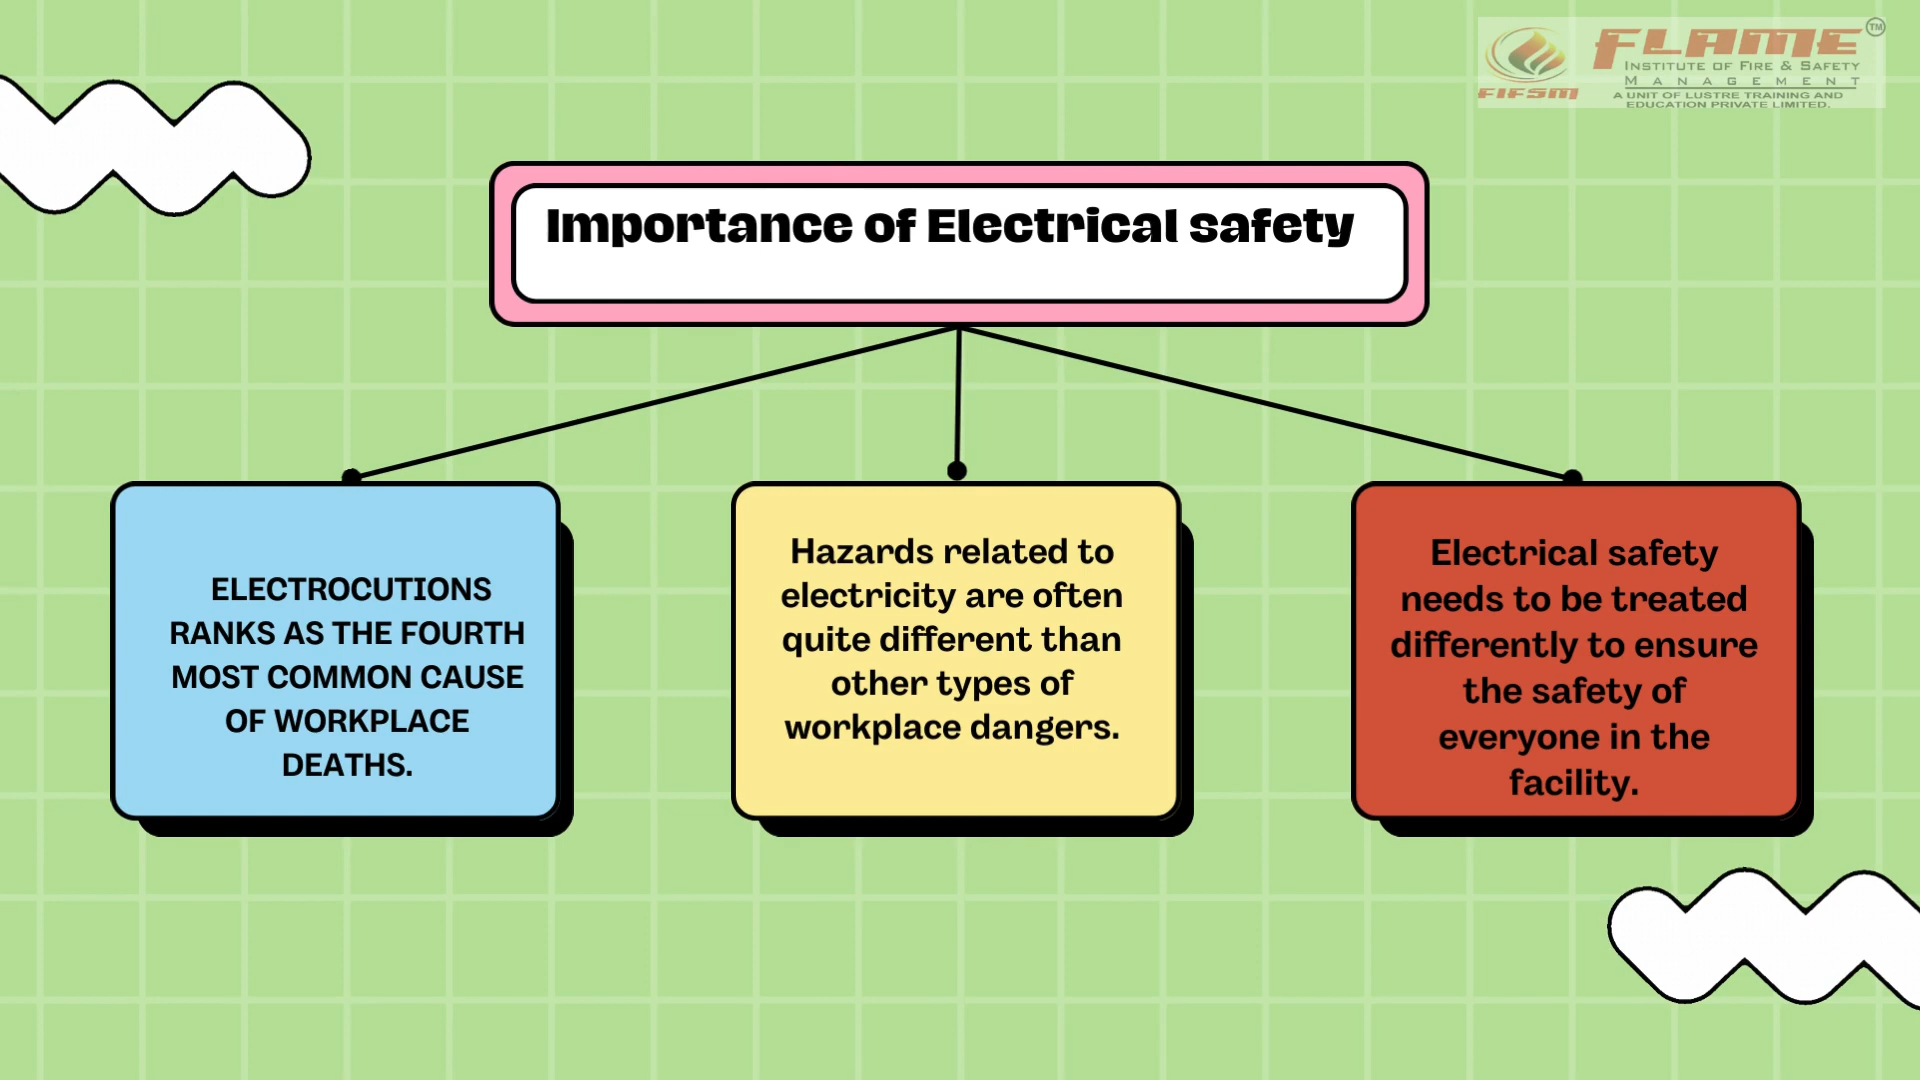 FLAME TM
INSTITUTE OF FIRE & SAFETY
MANAGEMENT
FIFSM
A UNIT OF LUSTRE TRAINING AND
EDUCATION PRIVATE LIMITED.
Importance of Electrical safety
ELECTROCUTIONS
RANKS AS THE FOURTH
MOST COMMON CAUSE
OF WORKPLACE
DEATHS.
Hazards related to
electricity are often
quite different than
other types of
workplace dangers.
Electrical safety
needs to be treated
differently to ensure
the safety of
everyone in the
facility.